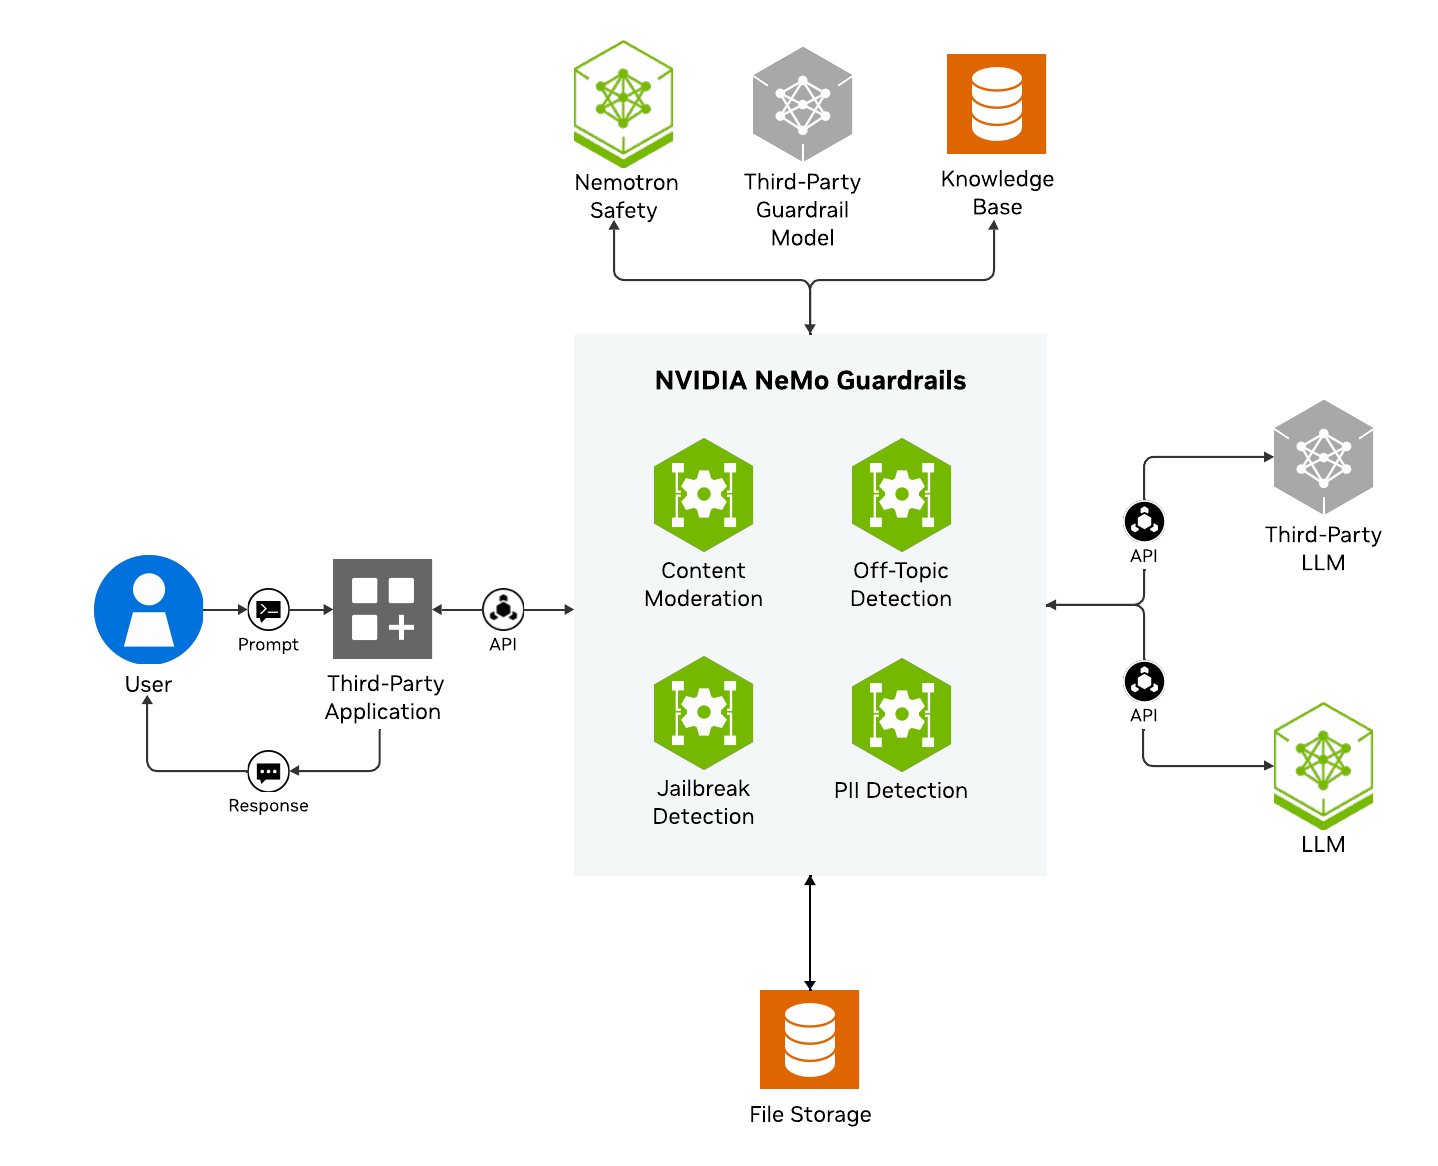 Nemotron
Safety
Third-Party
Guardrail
Model
Knowledge
Base
NVIDIA NeMo Guardrails
Content
Moderation
Off-Topic
Detection
Jailbreak
Detection
PII Detection
User
Prompt
Third-Party
Application
API
Response
API
Third-Party
LLM
API
LLM
File Storage